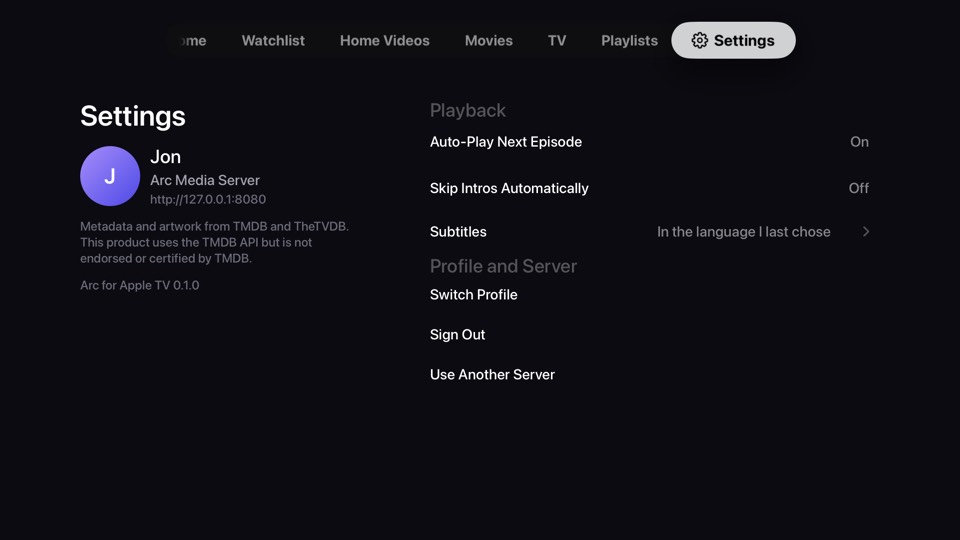 ome Watchlist Home Videos Movies TV Playlists Settings
Settings
J
Jon
Arc Media Server
http://127.0.0.1:8080
Metadata and artwork from TMDB and TheTVDB.
This product uses the TMDB API but is not
endorsed or certified by TMDB.
Arc for Apple TV 0.1.0
Playback
Auto-Play Next Episode On
Skip Intros Automatically Off
Subtitles In the language I last chose
Profile and Server
Switch Profile
Sign Out
Use Another Server